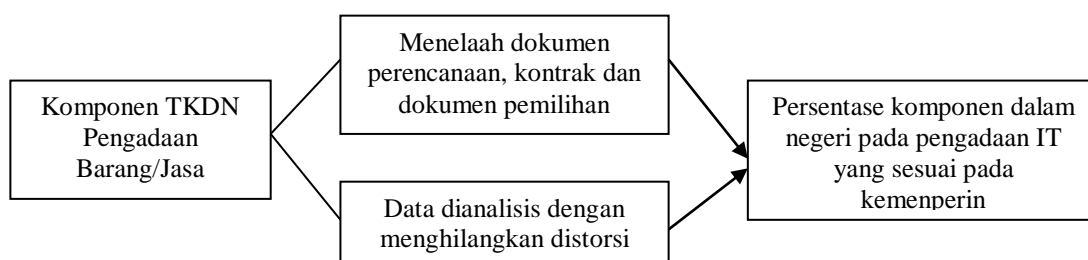 Komponen TKDN
Pengadaan
Barang/Jasa
Menelaah dokumen
perencanaan, kontrak dan
dokumen pemilihan
Data dianalisis dengan
menghilangkan distorsi
Persentase komponen dalam
negeri pada pengadaan IT
yang sesuai pada
kemenperin